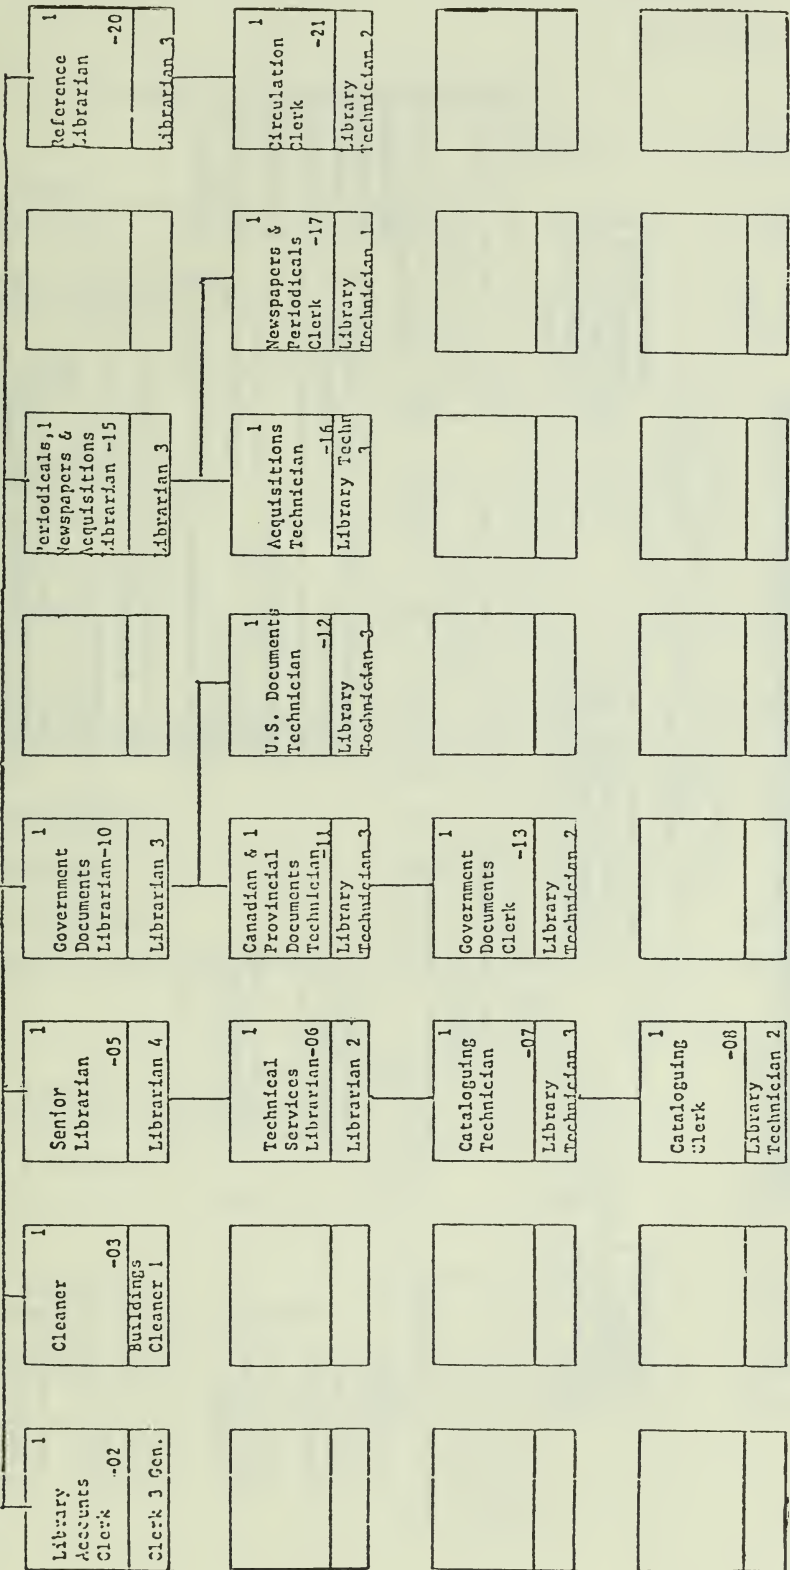 1
Library
Accounts
Clerk -02
Clerk 3 Gen.
1
Cleaner
-03
Buildings
Cleaner 1
1
Senior
Librarian
-05
Librarian 4
1
Government
Documents
Librarian-10
Librarian 3
Periodicals,1
Newspapers &
Acquisitions
Librarian -15
Librarian 3
1
Reference
Librarian
-20
Librarian 3
1
Technical
Services
Librarian-06
Librarian 2
Canadian & 1
Provincial
Documents
Technician-11
Library
Technician 3
1
U.S. Documents
Technician
-12
Library
Technician 3
1
Acquisitions
Technician
-16
Library Techn
3
1
Newspapers &
Periodicals
Clerk -17
Library
Technician 1
1
Circulation
Clerk
-21
Library
Technician 2
1
Cataloguing
Technician
-07
Library
Technician 3
1
Government
Documents
Clerk -13
Library
Technician 2
1
Cataloguing
Clerk
-08
Library
Technician 2